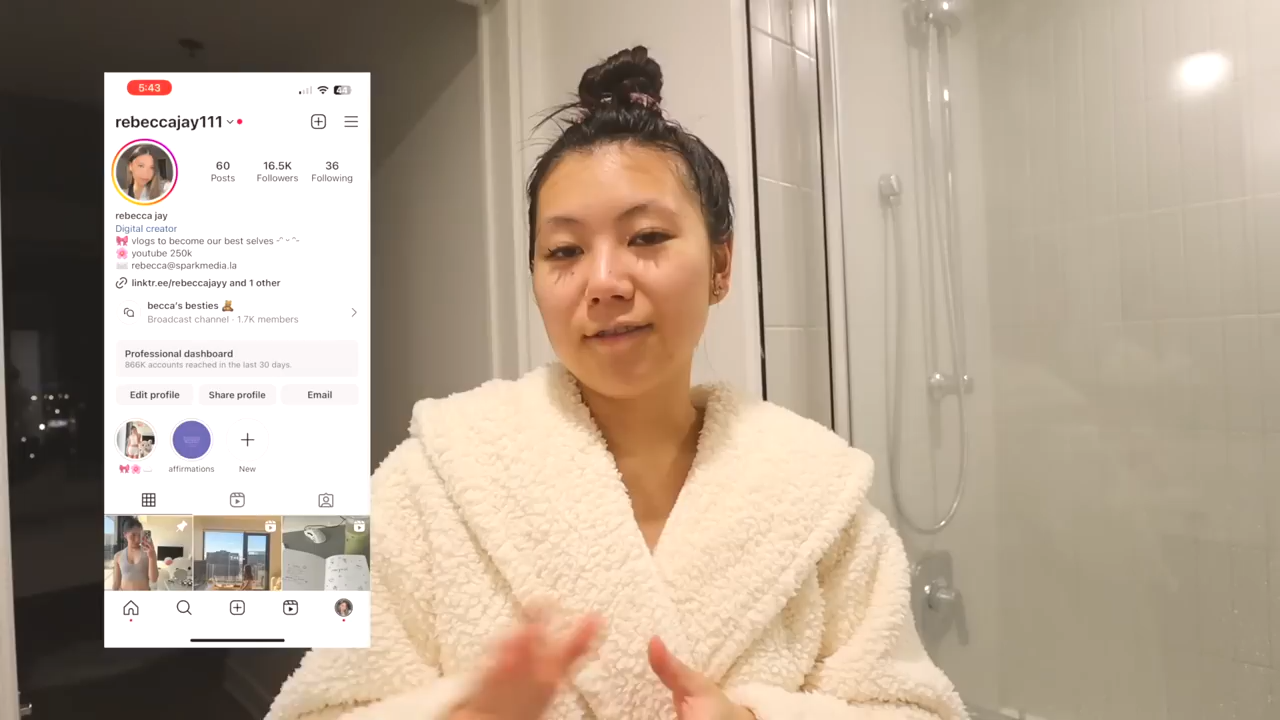 5:43
rebeccajay111
60
16.5K
36
Posts
Followers
Following
rebecca jay
Digital creator
🎀 vlogs to become our best selves ᵔ ᵕ ᵔ
🌸 youtube 250k
✉️ rebecca@sparkmedia.la
linktr.ee/rebeccajayy and 1 other
becca's besties 🧸
Broadcast channel · 1.7K members
Professional dashboard
866K accounts reached in the last 30 days.
Edit profile
Share profile
Email
affirmations
New